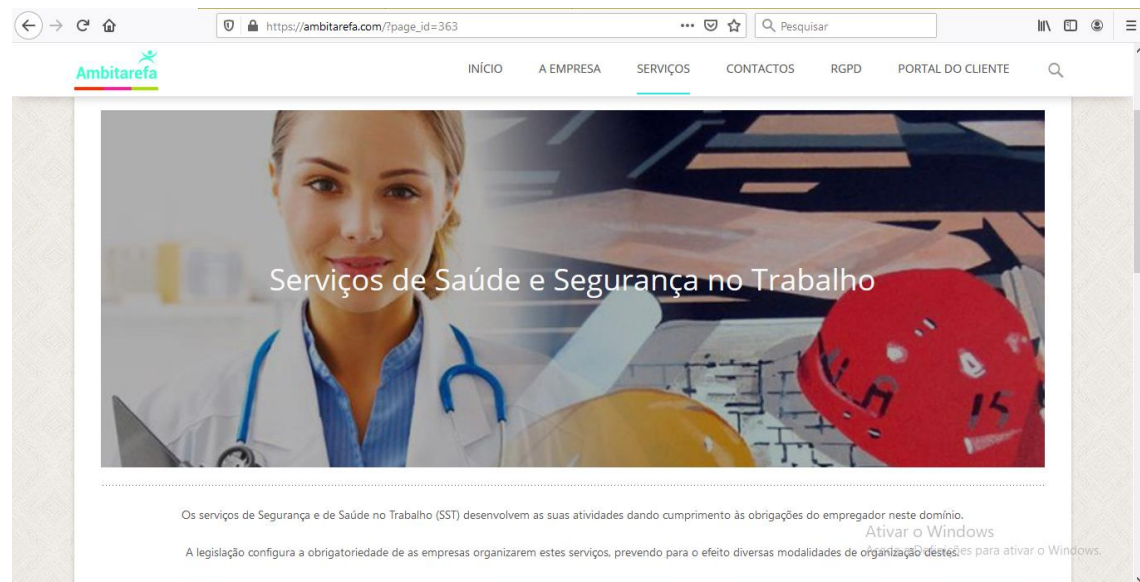 https://ambitarefa.com/?page_id=363
Pesquisar
Ambitarefa
INÍCIO A EMPRESA SERVIÇOS CONTACTOS RGPD PORTAL DO CLIENTE
Serviços de Saúde e Segurança no Trabalho
15
Os serviços de Segurança e de Saúde no Trabalho (SST) desenvolvem as suas atividades dando cumprimento às obrigações do empregador neste domínio.
Ativar o Windows
A legislação configura a obrigatoriedade de as empresas organizarem estes serviços, prevendo para o efeito diversas modalidades de organização destes.
para ativar o Windows.